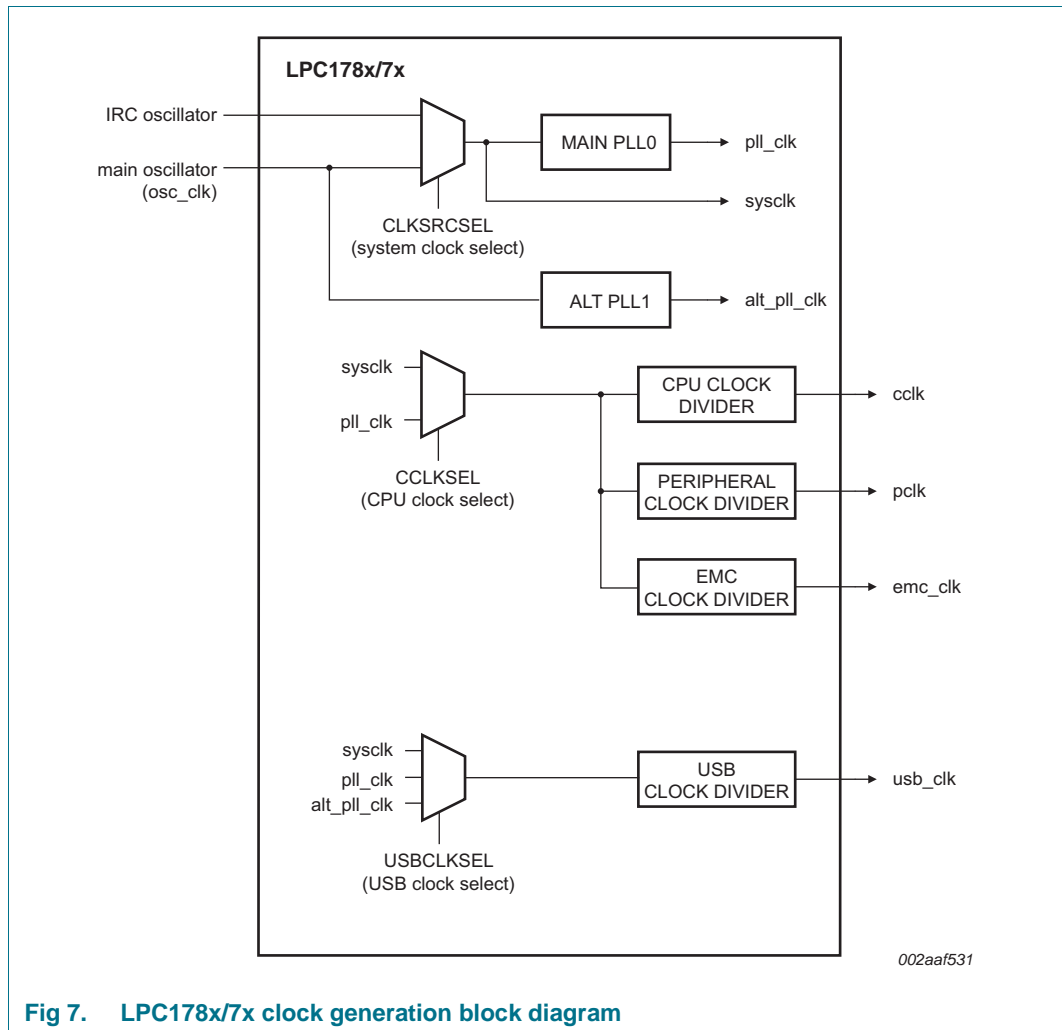 LPC178x/7x
IRC oscillator
MAIN PLL0
pll_clk
main oscillator
(osc_clk)
sysclk
CLKSRCSEL
(system clock select)
ALT PLL1
alt_pll_clk
sysclk
pll_clk
CPU CLOCK
DIVIDER
cclk
CCLKSEL
(CPU clock select)
PERIPHERAL
CLOCK DIVIDER
pclk
EMC
CLOCK DIVIDER
emc_clk
sysclk
pll_clk
alt_pll_clk
USB
CLOCK DIVIDER
usb_clk
USBCLKSEL
(USB clock select)
002aaf531
Fig 7. LPC178x/7x clock generation block diagram